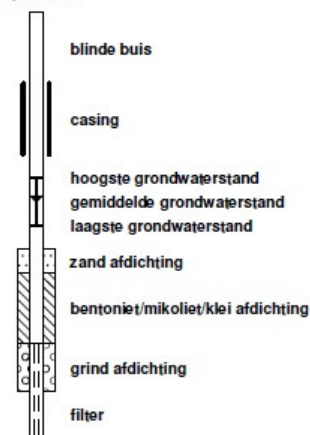 blinde buis
casing
hoogste grondwaterstand
gemiddelde grondwaterstand
laagste grondwaterstand
zand afdichting
bentoniet/mikoliet/klei afdichting
grind afdichting
filter